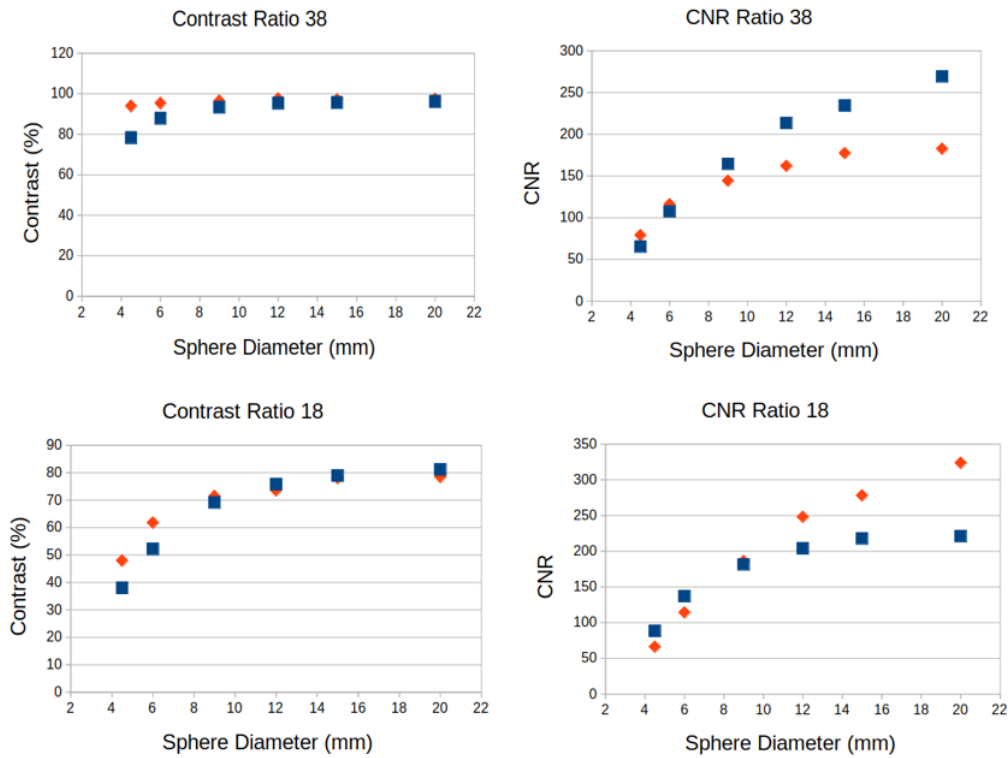 Contrast Ratio 38
120
100
80
60
40
20
0
2 4 6 8 10 12 14 16 18 20 22
Contrast (%)
Sphere Diameter (mm)
CNR Ratio 38
300
250
200
150
100
50
0
2 4 6 8 10 12 14 16 18 20 22
CNR
Sphere Diameter (mm)
Contrast Ratio 18
90
80
70
60
50
40
30
20
10
0
2 4 6 8 10 12 14 16 18 20 22
Contrast (%)
Sphere Diameter (mm)
CNR Ratio 18
350
300
250
200
150
100
50
0
2 4 6 8 10 12 14 16 18 20 22
CNR
Sphere Diameter (mm)